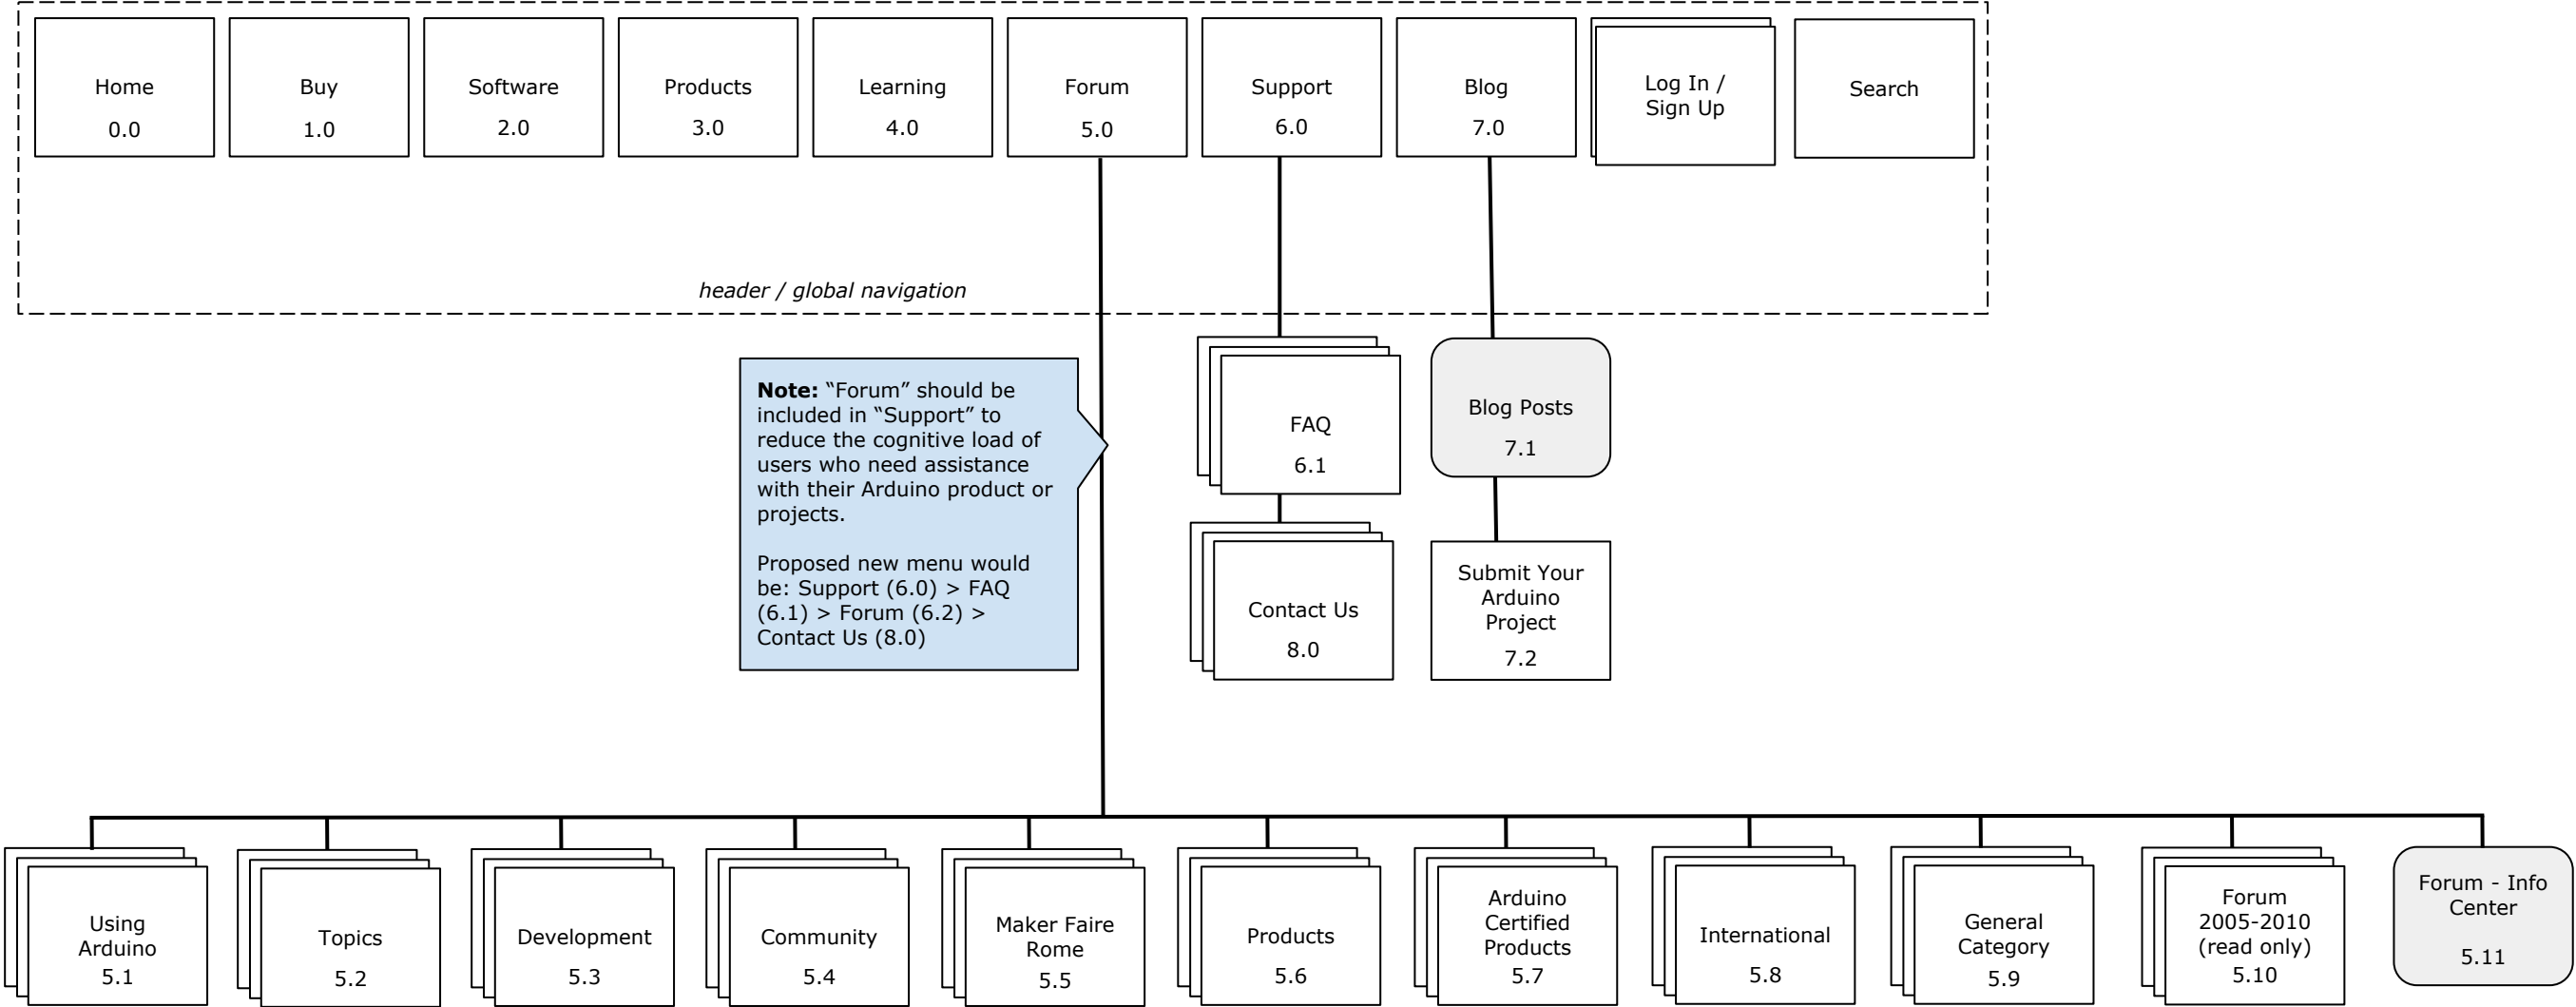 Home
0.0
Buy
1.0
Software
2.0
Products
3.0
Learning
4.0
Forum
5.0
Support
6.0
Blog
7.0
Log In /
Sign Up
Search
header / global navigation
Note: “Forum” should be
included in “Support” to
reduce the cognitive load of
users who need assistance
with their Arduino product or
projects.
Proposed new menu would
be: Support (6.0) > FAQ
(6.1) > Forum (6.2) >
Contact Us (8.0)
FAQ
6.1
Contact Us
8.0
Blog Posts
7.1
Submit Your
Arduino
Project
7.2
Using
Arduino
5.1
Topics
5.2
Development
5.3
Community
5.4
Maker Faire
Rome
5.5
Products
5.6
Arduino
Certified
Products
5.7
International
5.8
General
Category
5.9
Forum
2005-2010
(read only)
5.10
Forum - Info
Center
5.11